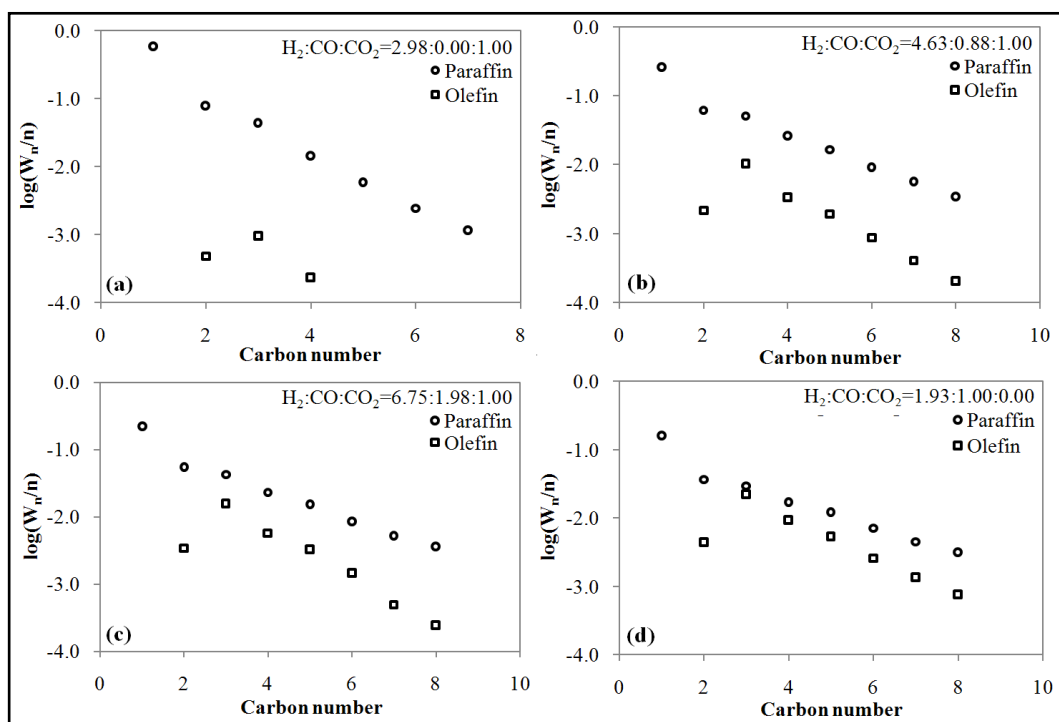 0.0
-1.0
-2.0
-3.0
-4.0
log(Wn/n)
H2:CO:CO2=2.98:0.00:1.00
Paraffin
Olefin
(a)
0 2 4 6 8
Carbon number
0.0
-1.0
-2.0
-3.0
-4.0
log(Wn/n)
H2:CO:CO2=4.63:0.88:1.00
Paraffin
Olefin
(b)
0 2 4 6 8 10
Carbon number
0.0
-1.0
-2.0
-3.0
-4.0
log(Wn/n)
H2:CO:CO2=6.75:1.98:1.00
Paraffin
Olefin
(c)
0 2 4 6 8 10
Carbon number
0.0
-1.0
-2.0
-3.0
-4.0
log(Wn/n)
H2:CO:CO2=1.93:1.00:0.00
Paraffin
Olefin
(d)
0 2 4 6 8 10
Carbon number